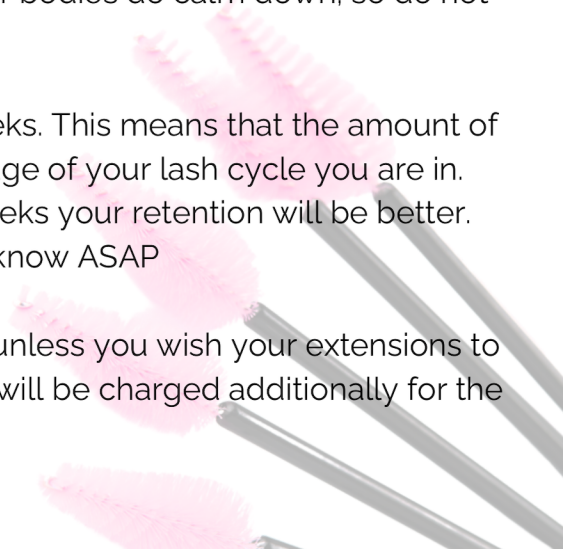 bodies do calm down, so do not
eks. This means that the amount of
ge of your lash cycle you are in.
eks your retention will be better.
know ASAP
unless you wish your extensions to
will be charged additionally for the